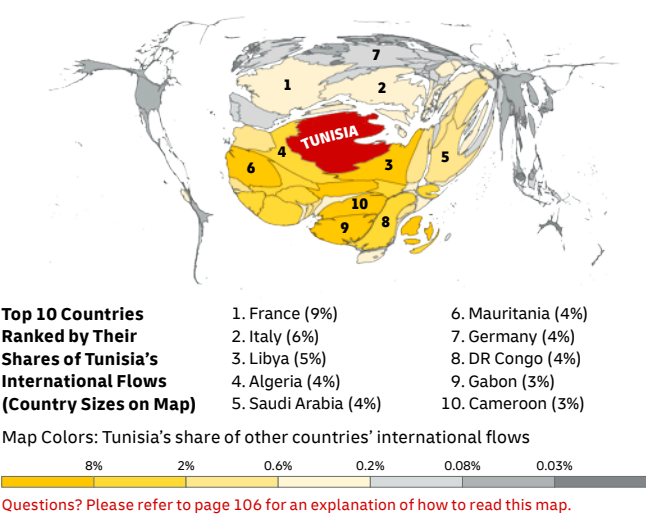 7
1
2
TUNISIA
4
3
5
6
10
8
9
Top 10 Countries
Ranked by Their
Shares of Tunisia's
International Flows
(Country Sizes on Map)
1. France (9%)
2. Italy (6%)
3. Libya (5%)
4. Algeria (4%)
5. Saudi Arabia (4%)
6. Mauritania (4%)
7. Germany (4%)
8. DR Congo (4%)
9. Gabon (3%)
10. Cameroon (3%)
Map Colors: Tunisia's share of other countries' international flows
8% 2% 0.6% 0.2% 0.08% 0.03%
Questions? Please refer to page 106 for an explanation of how to read this map.